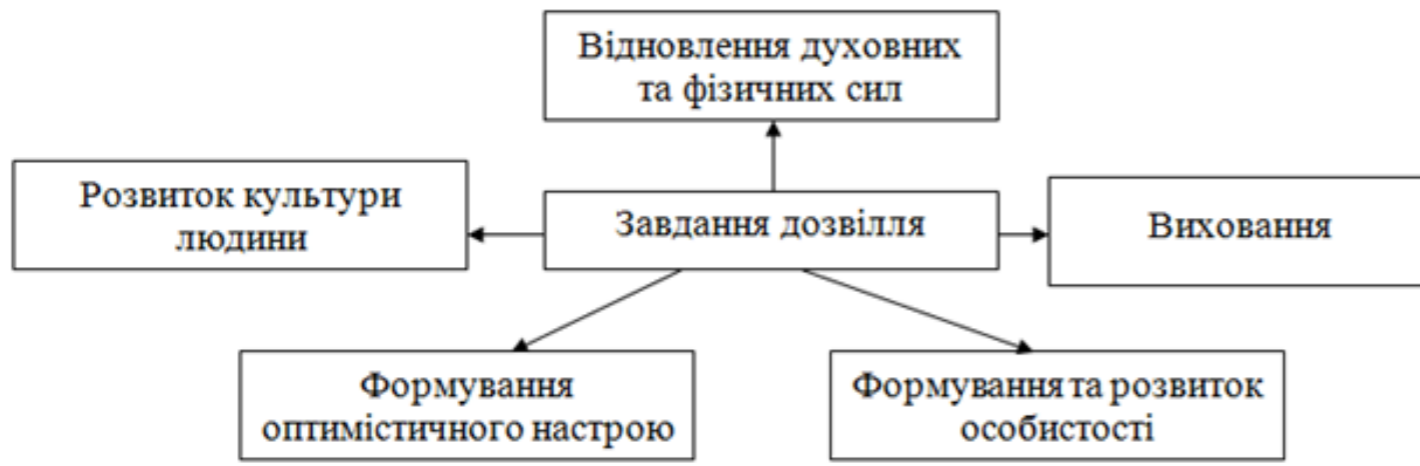 Відновлення духовних
та фізичних сил
Розвиток культури
людини
Завдання дозвілля
Виховання
Формування
оптимістичного настрою
Формування та розвиток
особистості